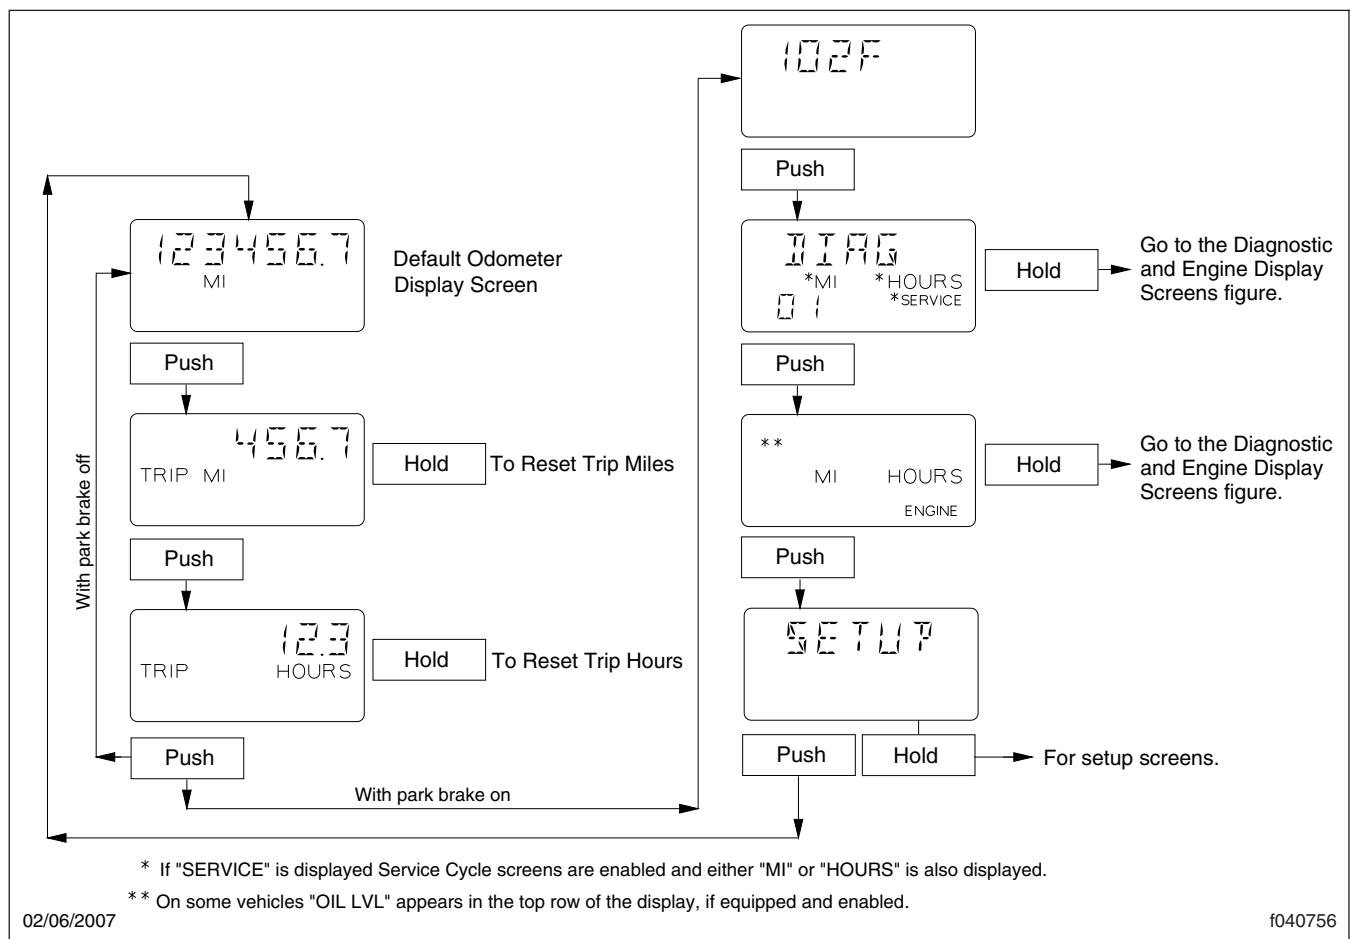 123456.7
MI
Default Odometer
Display Screen
Push
456.7
TRIP MI
Hold
To Reset Trip Miles
Push
12.3
TRIP HOURS
Hold
To Reset Trip Hours
Push
With park brake off
With park brake on
102F
Push
DIAG
*MI *HOURS
*SERVICE
01
Hold
Go to the Diagnostic
and Engine Display
Screens figure.
Push
**
MI HOURS
ENGINE
Hold
Go to the Diagnostic
and Engine Display
Screens figure.
Push
SETUP
Push
Hold
For setup screens.
* If "SERVICE" is displayed Service Cycle screens are enabled and either "MI" or "HOURS" is also displayed.
** On some vehicles "OIL LVL" appears in the top row of the display, if equipped and enabled.
02/06/2007
f040756